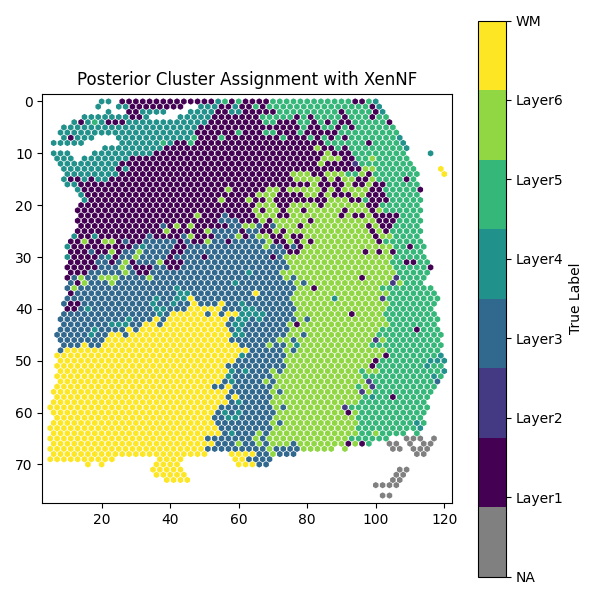 Posterior Cluster Assignment with XenNF
0
10
20
30
40
50
60
70
20
40
60
80
100
120
WM
Layer6
Layer5
Layer4
Layer3
Layer2
Layer1
NA
True Label